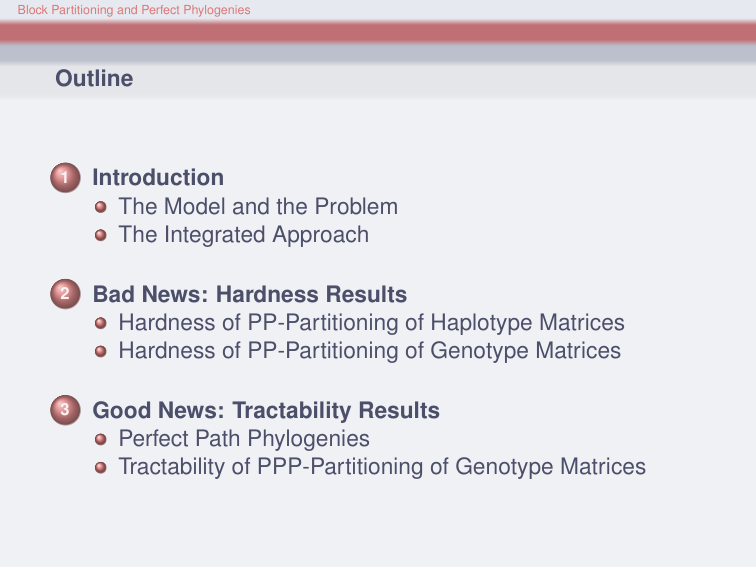 Block Partitioning and Perfect Phylogenies
Outline
1 Introduction
The Model and the Problem
The Integrated Approach
2 Bad News: Hardness Results
Hardness of PP-Partitioning of Haplotype Matrices
Hardness of PP-Partitioning of Genotype Matrices
3 Good News: Tractability Results
Perfect Path Phylogenies
Tractability of PPP-Partitioning of Genotype Matrices